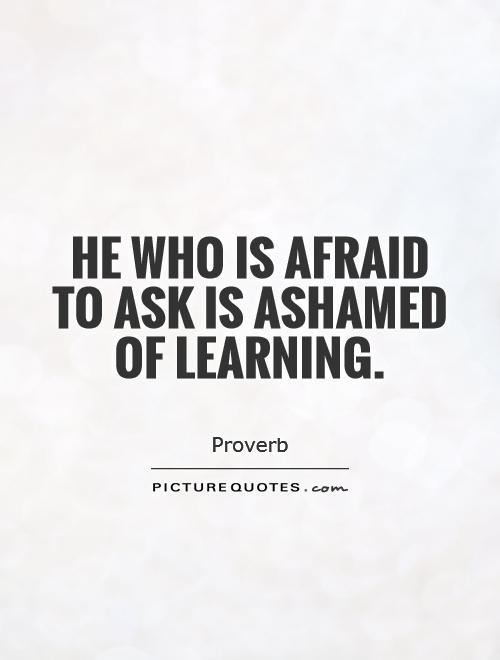 HE WHO IS AFRAID
TO ASK IS ASHAMED
OF LEARNING.
Proverb
PICTUREQUOTES.com